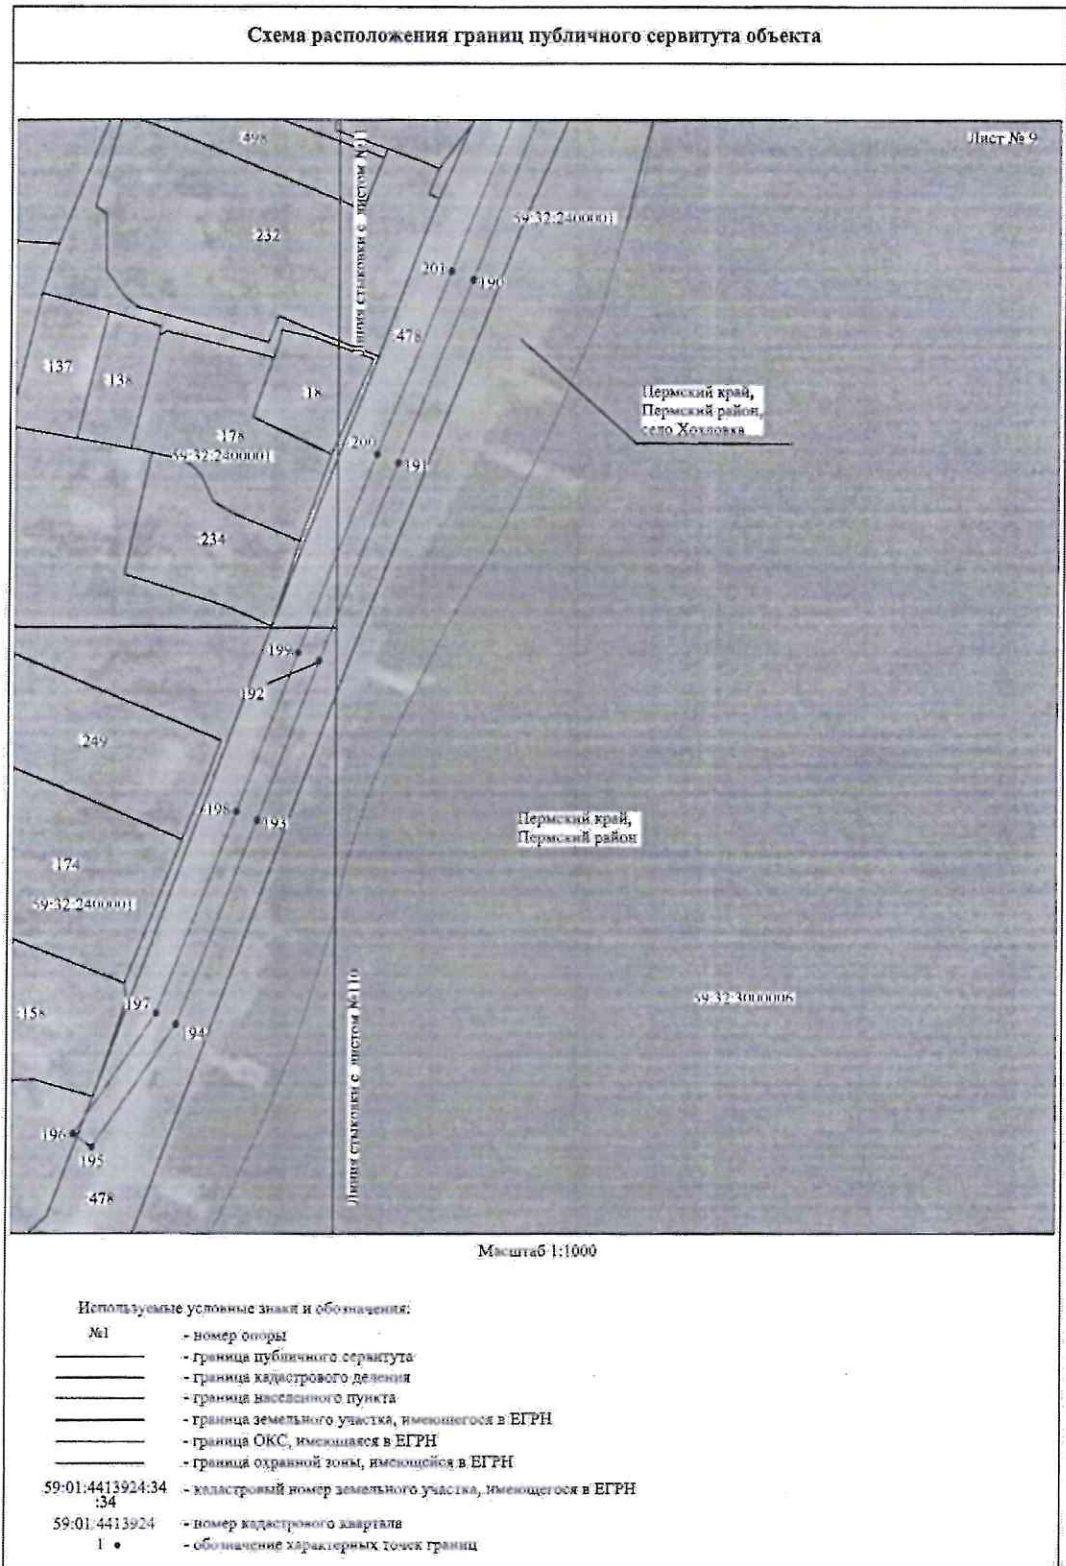 Схема расположения границ публичного сервитута объекта
Лист № 9
:498
:232
59:32:2400001
201
190
:478
:137
:138
:18
Пермский край,
Пермский район,
село Хохловка
:178
200
191
59:32:2400001
:234
199
192
:249
198
193
Пермский край,
Пермский район
:174
59:32:2400001
197
:158
194
59:32:3000006
Линия стыковки с листом №110
196
195
:478
Масштаб 1:1000
Используемые условные знаки и обозначения:
№1 - номер опоры
- граница публичного сервитута
- граница кадастрового деления
- граница населенного пункта
- граница земельного участка, имеющегося в ЕГРН
- граница ОКС, имеющаяся в ЕГРН
- граница охранной зоны, имеющейся в ЕГРН
59:01:4413924:34 - кадастровый номер земельного участка, имеющегося в ЕГРН
:34
59:01:4413924 - номер кадастрового квартала
1 • - обозначение характерных точек границ